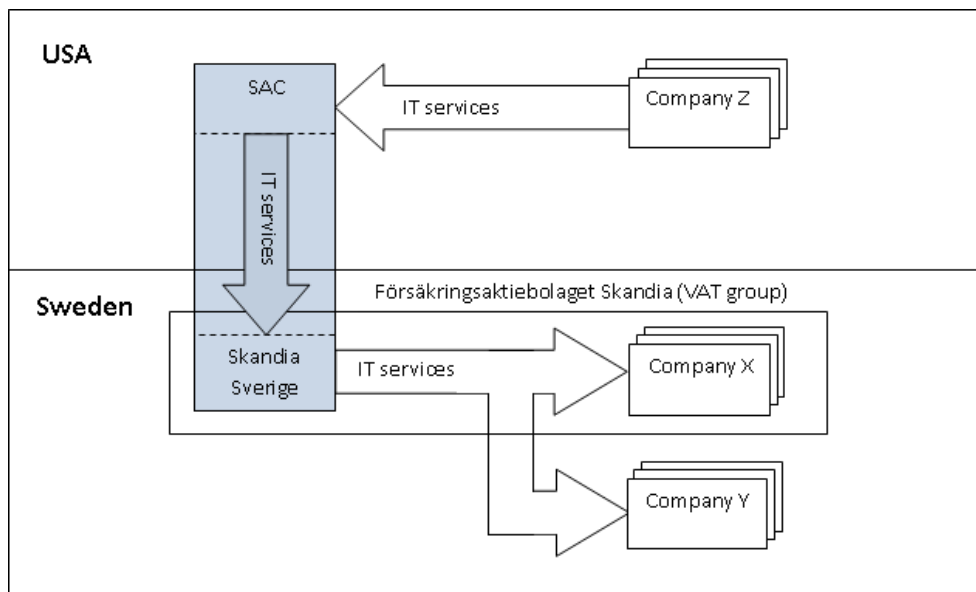 USA
SAC
IT services
Company Z
IT services
Sweden
Försäkringsaktiebolaget Skandia (VAT group)
Skandia
Sverige
IT services
Company X
Company Y